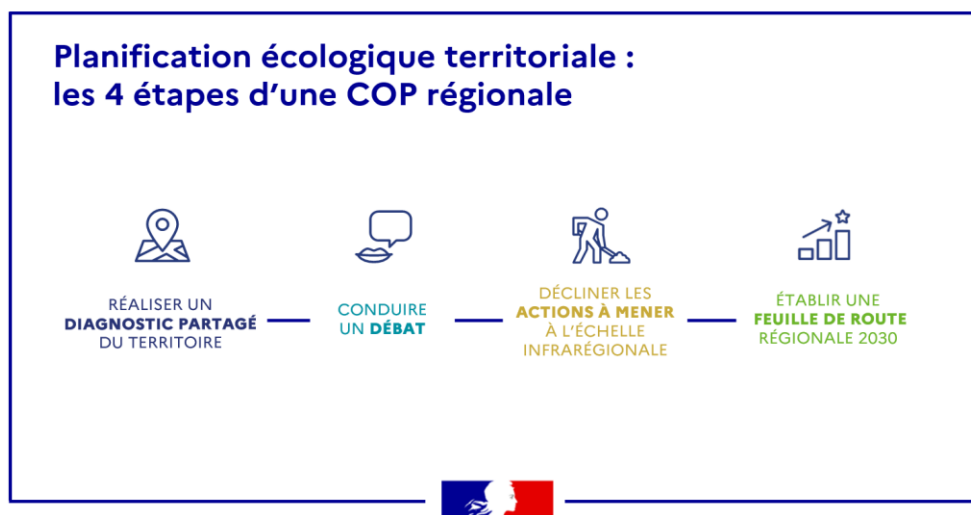 Planification écologique territoriale :
les 4 étapes d’une COP régionale
RÉALISER UN
DIAGNOSTIC PARTAGÉ
DU TERRITOIRE
CONDUIRE
UN DÉBAT
DÉCLINER LES
ACTIONS À MENER
À L’ÉCHELLE
INFRARÉGIONALE
ÉTABLIR UNE
FEUILLE DE ROUTE
RÉGIONALE 2030